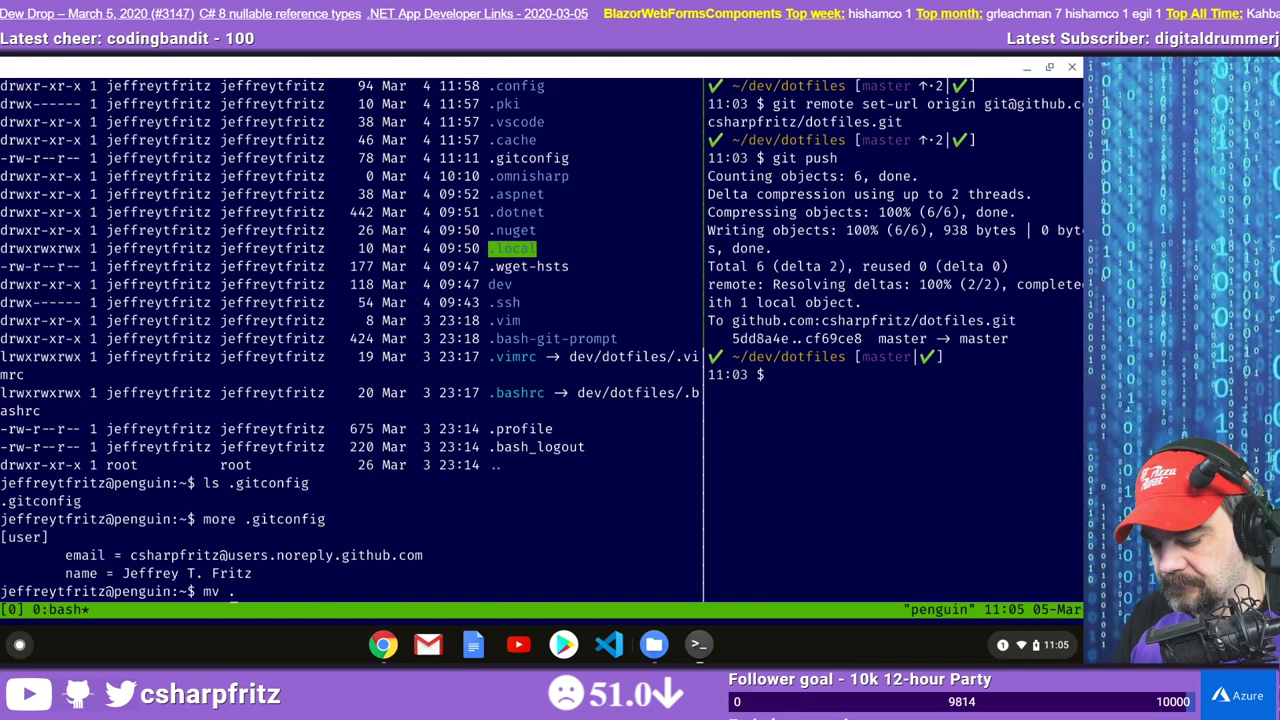 Dew Drop – March 5, 2020 (#3147) C# 8 nullable reference types .NET App Developer Links - 2020-03-05 BlazorWebFormsComponents Top week: hishamco 1 Top month: grleachman 7 hishamco 1 egil 1 Top All Time: Kahba
Latest cheer: codingbandit - 100
Latest Subscriber: digitaldrummerj
drwxr-xr-x 1 jeffreytfritz jeffreytfritz 94 Mar 4 11:58 .config
drwx------ 1 jeffreytfritz jeffreytfritz 10 Mar 4 11:57 .pki
drwxr-xr-x 1 jeffreytfritz jeffreytfritz 38 Mar 4 11:57 .vscode
drwxr-xr-x 1 jeffreytfritz jeffreytfritz 46 Mar 4 11:57 .cache
-rw-r--r-- 1 jeffreytfritz jeffreytfritz 78 Mar 4 11:11 .gitconfig
drwxr-xr-x 1 jeffreytfritz jeffreytfritz 0 Mar 4 10:10 .omnisharp
drwxr-xr-x 1 jeffreytfritz jeffreytfritz 38 Mar 4 09:52 .aspnet
drwxr-xr-x 1 jeffreytfritz jeffreytfritz 442 Mar 4 09:51 .dotnet
drwxr-xr-x 1 jeffreytfritz jeffreytfritz 26 Mar 4 09:50 .nuget
drwxrwxrwx 1 jeffreytfritz jeffreytfritz 10 Mar 4 09:50 .local
-rw-r--r-- 1 jeffreytfritz jeffreytfritz 177 Mar 4 09:47 .wget-hsts
drwxr-xr-x 1 jeffreytfritz jeffreytfritz 118 Mar 4 09:47 dev
drwx------ 1 jeffreytfritz jeffreytfritz 54 Mar 4 09:43 .ssh
drwxr-xr-x 1 jeffreytfritz jeffreytfritz 8 Mar 3 23:18 .vim
drwxr-xr-x 1 jeffreytfritz jeffreytfritz 424 Mar 3 23:18 .bash-git-prompt
lrwxrwxrwx 1 jeffreytfritz jeffreytfritz 19 Mar 3 23:17 .vimrc -> dev/dotfiles/.vi
mrc
lrwxrwxrwx 1 jeffreytfritz jeffreytfritz 20 Mar 3 23:17 .bashrc -> dev/dotfiles/.b
ashrc
-rw-r--r-- 1 jeffreytfritz jeffreytfritz 675 Mar 3 23:14 .profile
-rw-r--r-- 1 jeffreytfritz jeffreytfritz 220 Mar 3 23:14 .bash_logout
drwxr-xr-x 1 root root 26 Mar 3 23:14 ..
jeffreytfritz@penguin:~$ ls .gitconfig
.gitconfig
jeffreytfritz@penguin:~$ more .gitconfig
[user]
email = csharpfritz@users.noreply.github.com
name = Jeffrey T. Fritz
jeffreytfritz@penguin:~$ mv .
✔ ~/dev/dotfiles [master ↑·2|✔]
11:03 $ git remote set-url origin git@github.co
csharpfritz/dotfiles.git
✔ ~/dev/dotfiles [master ↑·2|✔]
11:03 $ git push
Counting objects: 6, done.
Delta compression using up to 2 threads.
Compressing objects: 100% (6/6), done.
Writing objects: 100% (6/6), 938 bytes | 0 byt
s, done.
Total 6 (delta 2), reused 0 (delta 0)
remote: Resolving deltas: 100% (2/2), complete
ith 1 local object.
To github.com:csharpfritz/dotfiles.git
5dd8a4e..cf69ce8 master -> master
✔ ~/dev/dotfiles [master|✔]
11:03 $
[0] 0:bash*
"penguin" 11:05 05-Mar
1 11:05
csharpfritz
51.0
Follower goal - 10k 12-hour Party
0 9814 10000
Azure